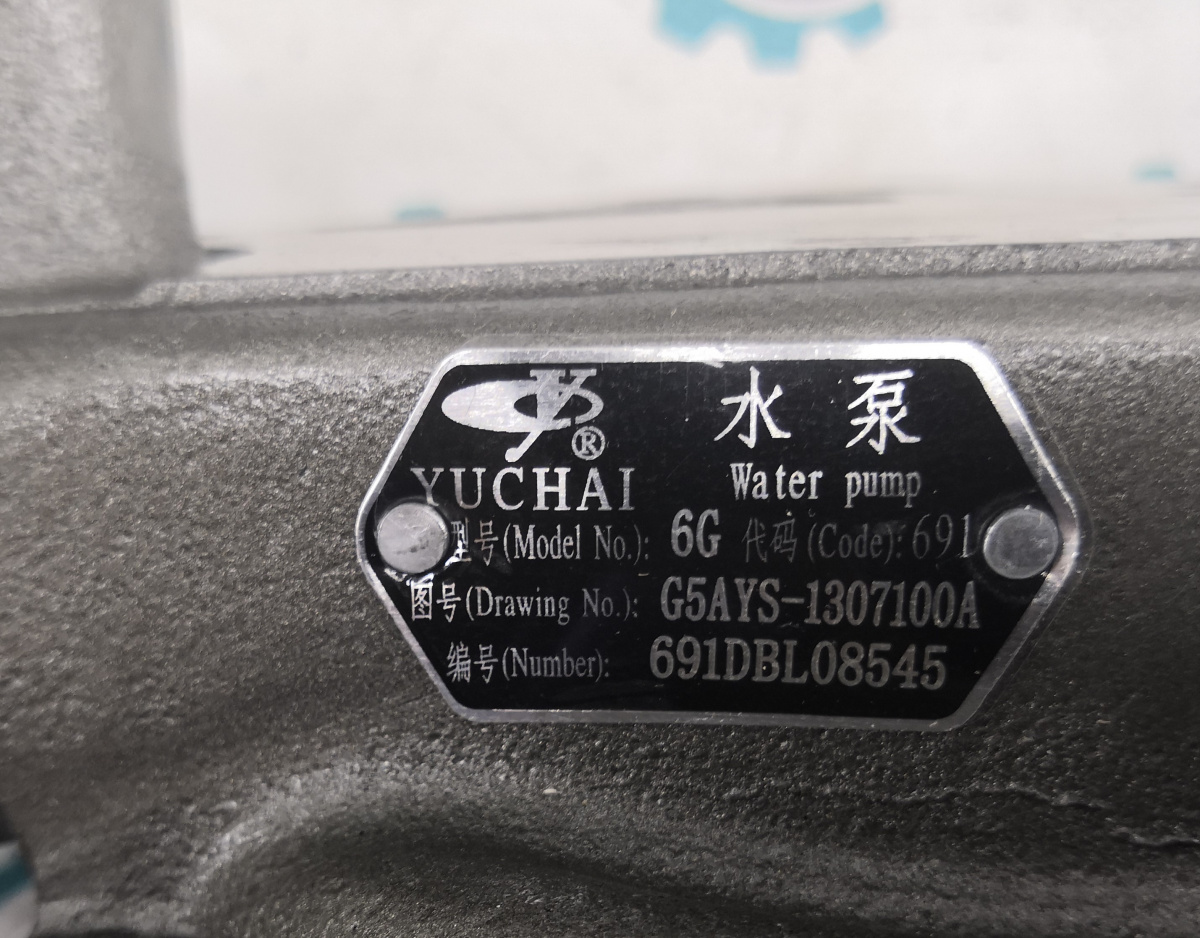 水泵
YUCHAI ®
Water pump
型号(Model No.): 6G 代码(Code): 691
图号(Drawing No.): G5AYS-1307100A
编号(Number): 691DBL08545